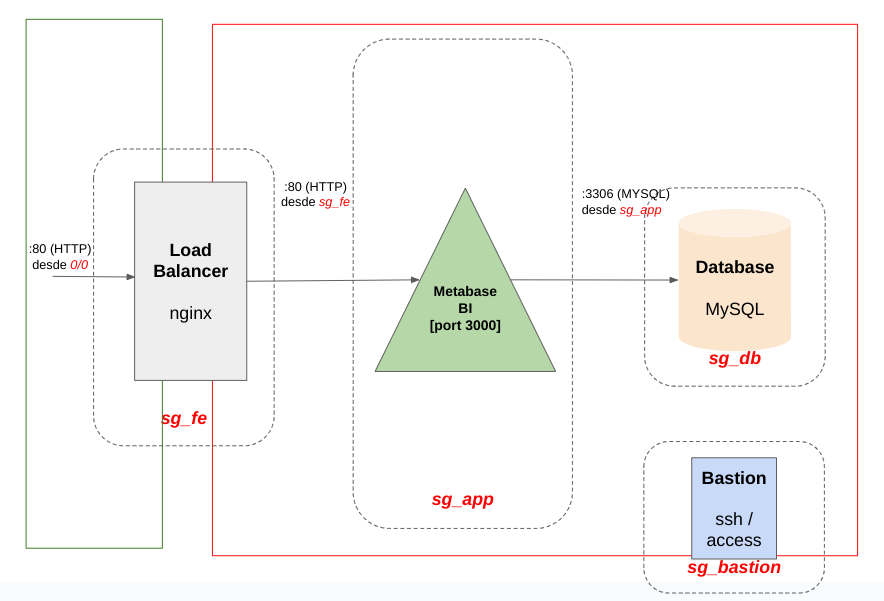 :80 (HTTP)
desde 0/0
Load
Balancer
nginx
sg_fe
:80 (HTTP)
desde sg_fe
Metabase
BI
[port 3000]
sg_app
:3306 (MYSQL)
desde sg_app
Database
MySQL
sg_db
Bastion
ssh /
access
sg_bastion